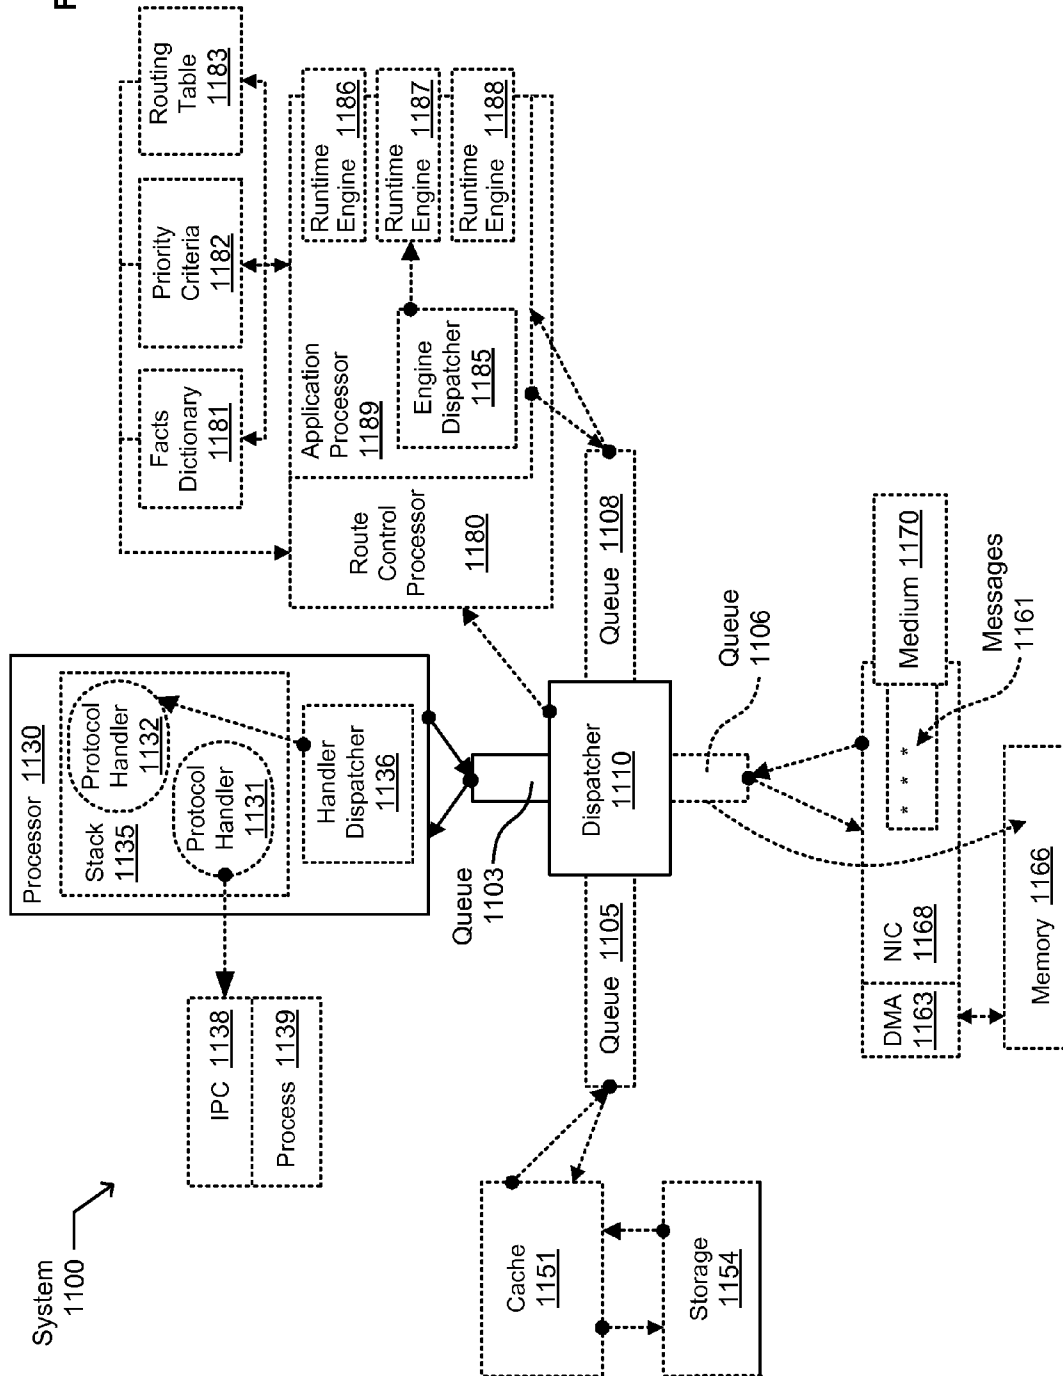 F
System
1100
IPC 1138
Process 1139
Processor 1130
Stack
1135
Protocol
Handler
1131
Protocol
Handler
1132
Handler
Dispatcher
1136
Facts
Dictionary
1181
Priority
Criteria
1182
Routing
Table
1183
Route
Control
Processor
1180
Application
Processor
1189
Engine
Dispatcher
1185
Runtime
Engine 1186
Runtime
Engine 1187
Runtime
Engine 1188
Queue
1103
Cache
1151
Storage
1154
Queue 1105
Dispatcher
1110
Queue 1108
Queue
1106
DMA
1163
NIC
1168
* * *
Medium 1170
Messages
1161
Memory 1166